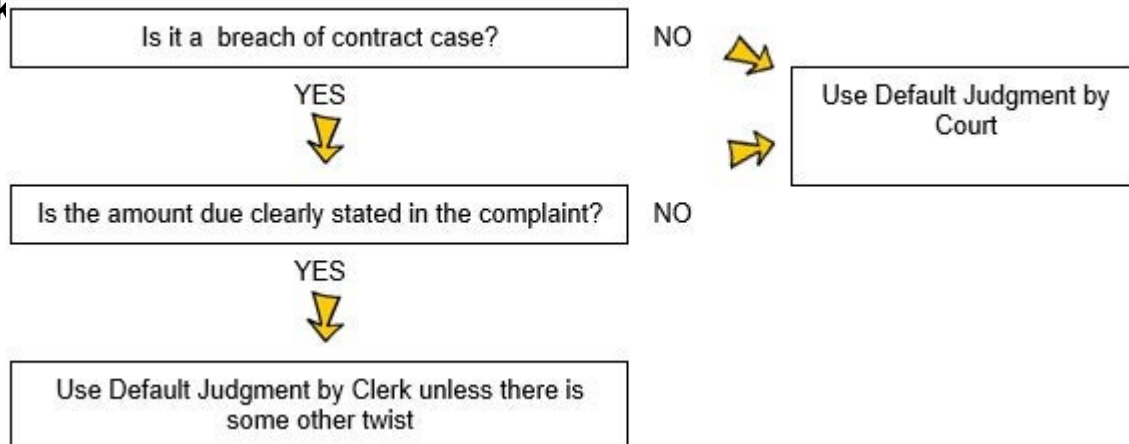 Is it a breach of contract case?
NO
YES
Use Default Judgment by
Court
Is the amount due clearly stated in the complaint?
NO
YES
Use Default Judgment by Clerk unless there is
some other twist